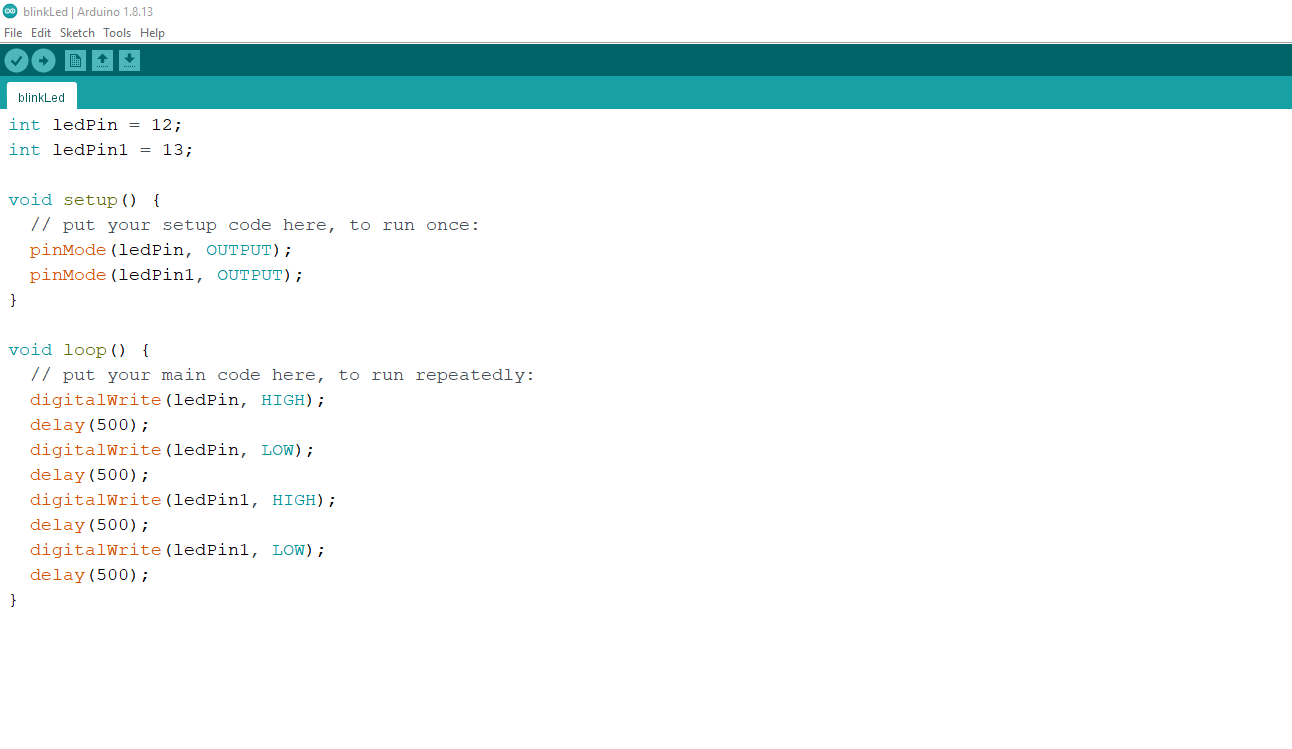 blinkLed | Arduino 1.8.13
File Edit Sketch Tools Help
blinkLed
int ledPin = 12;
int ledPin1 = 13;
void setup() {
  // put your setup code here, to run once:
  pinMode(ledPin, OUTPUT);
  pinMode(ledPin1, OUTPUT);
}
void loop() {
  // put your main code here, to run repeatedly:
  digitalWrite(ledPin, HIGH);
  delay(500);
  digitalWrite(ledPin, LOW);
  delay(500);
  digitalWrite(ledPin1, HIGH);
  delay(500);
  digitalWrite(ledPin1, LOW);
  delay(500);
}